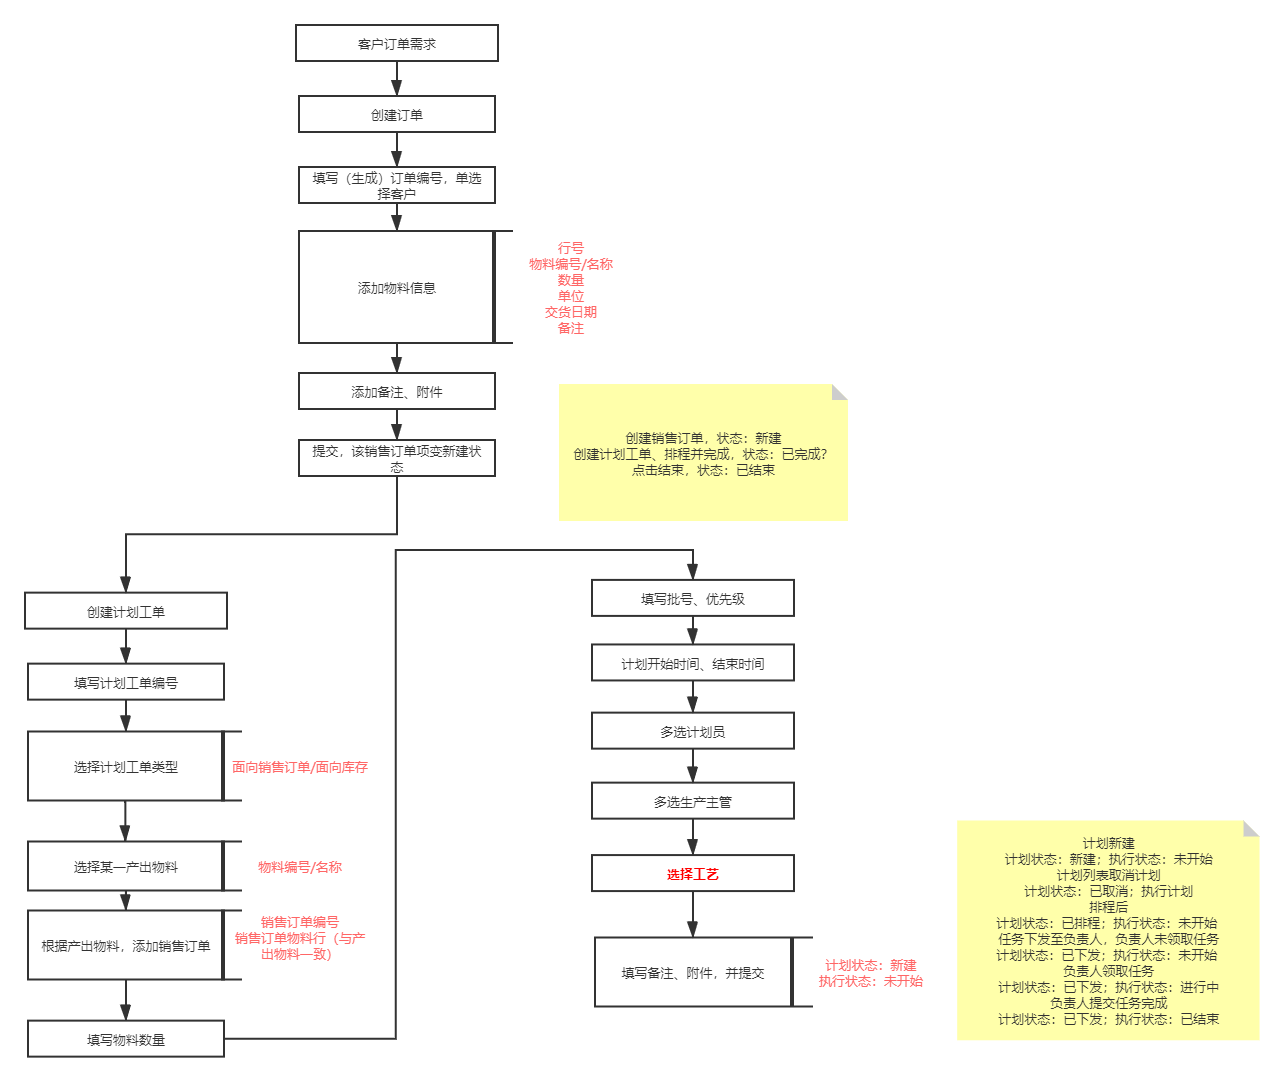 客户订单需求
创建订单
填写（生成）订单编号，单选
择客户
添加物料信息
行号
物料编号/名称
数量
单位
交货日期
备注
添加备注、附件
提交，该销售订单项变新建状
态
创建销售订单，状态：新建
创建计划工单、排程并完成，状态：已完成？
点击结束，状态：已结束
创建计划工单
填写计划工单编号
选择计划工单类型
面向销售订单/面向库存
选择某一产出物料
物料编号/名称
根据产出物料，添加销售订单
销售订单编号
销售订单物料行（与产
出物料一致）
填写物料数量
填写批号、优先级
计划开始时间、结束时间
多选计划员
多选生产主管
选择工艺
填写备注、附件，并提交
计划状态：新建
执行状态：未开始
计划新建
计划状态：新建；执行状态：未开始
计划列表取消计划
计划状态：已取消；执行计划
排程后
计划状态：已排程；执行状态：未开始
任务下发至负责人，负责人未领取任务
计划状态：已下发；执行状态：未开始
负责人领取任务
计划状态：已下发；执行状态：进行中
负责人提交任务完成
计划状态：已下发；执行状态：已结束